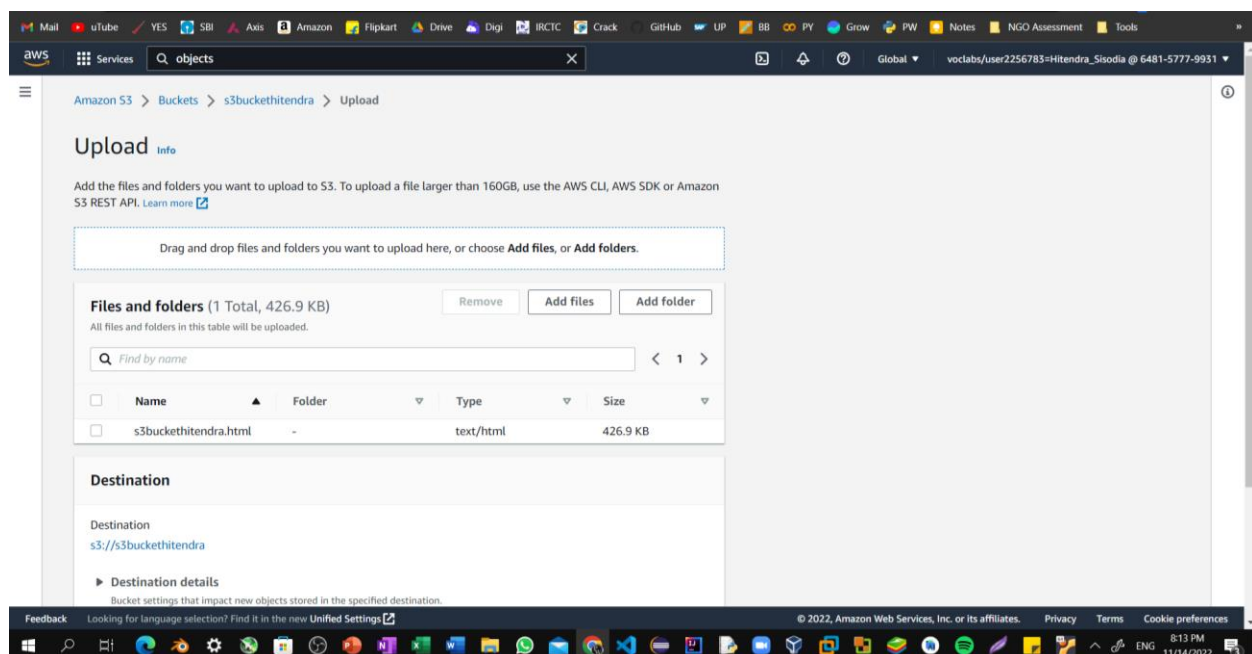 Mail uTube YES SBI Axis Amazon Flipkart Drive Digi IRCTC Crack GitHub UP BB PY Grow PW Notes NGO Assessment Tools »
aws Services objects Global voclabs/user2256783=Hitendra_Sisodia @ 6481-5777-9931
Amazon S3 > Buckets > s3buckethitendra > Upload
Upload Info
Add the files and folders you want to upload to S3. To upload a file larger than 160GB, use the AWS CLI, AWS SDK or Amazon
S3 REST API. Learn more
Drag and drop files and folders you want to upload here, or choose Add files, or Add folders.
Files and folders (1 Total, 426.9 KB) Remove Add files Add folder
All files and folders in this table will be uploaded.
Find by name < 1 >
Name Folder Type Size
s3buckethitendra.html - text/html 426.9 KB
Destination
Destination
s3://s3buckethitendra
Destination details
Bucket settings that impact new objects stored in the specified destination.
Feedback Looking for language selection? Find it in the new Unified Settings © 2022, Amazon Web Services, Inc. or its affiliates. Privacy Terms Cookie preferences
ENG 8:13 PM
11/14/2022